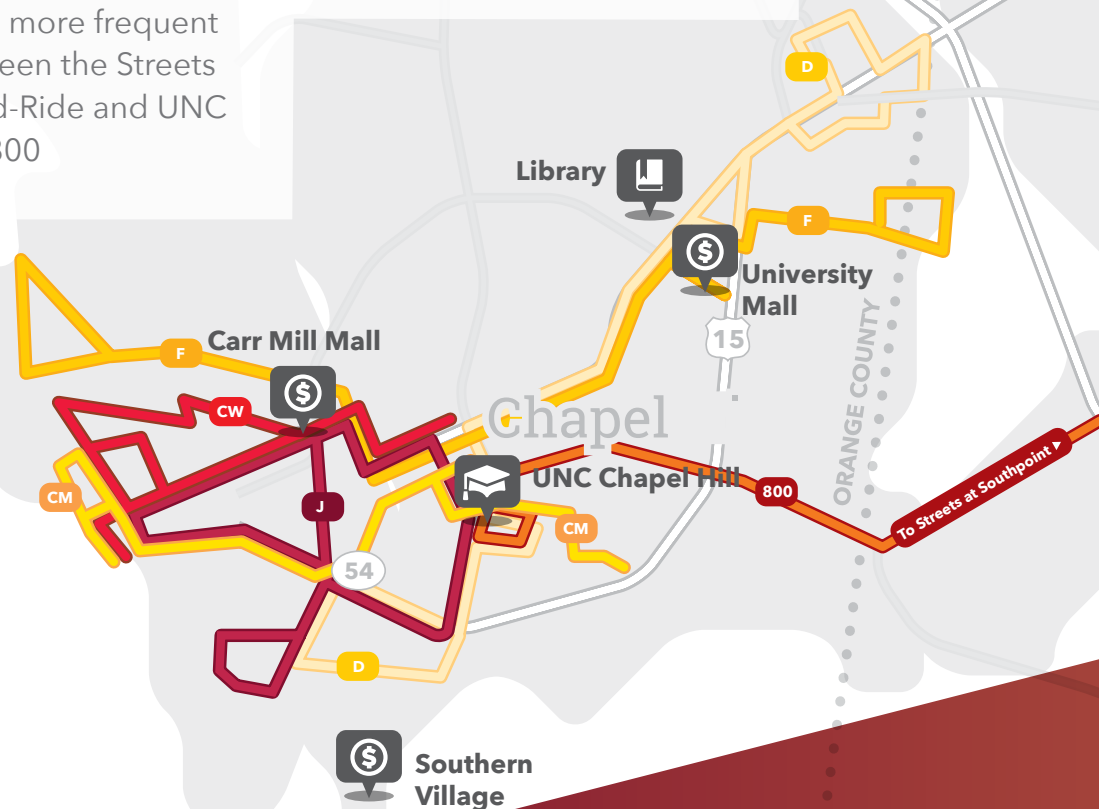 more frequent
een the Streets
d-Ride and UNC
300
D
Library
F
University
Mall
15
Carr Mill Mall
F
ORANGE COUNTY
CW
Chapel
UNC Chapel Hill
To Streets at Southpoint
800
CM
J
CM
54
D
Southern
Village